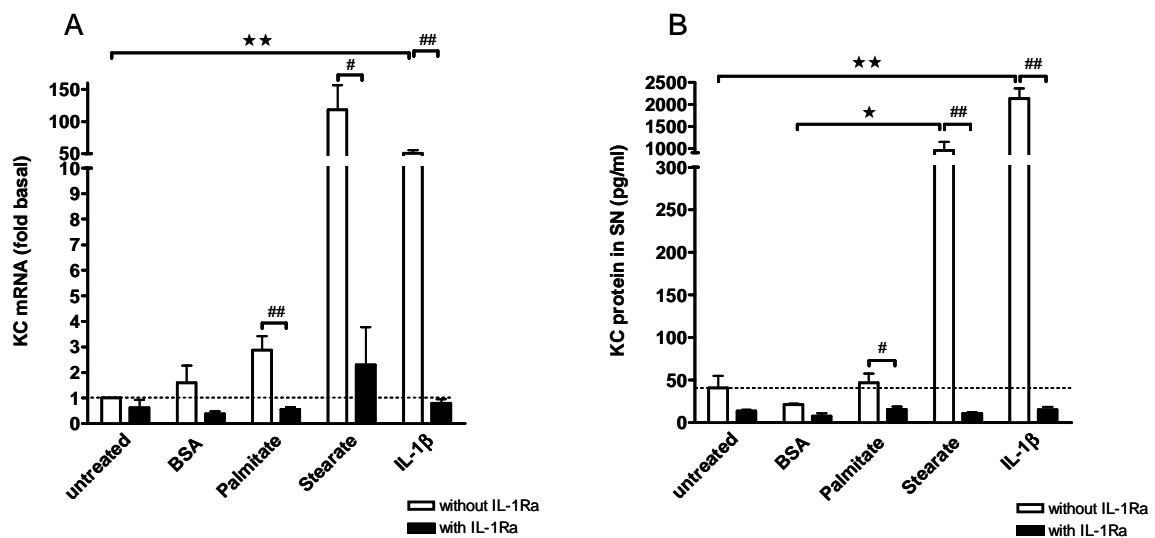 A
★★
##
#
150
100
50
10
9
8
7
6
5
4
3
2
1
0
##
KC mRNA (fold basal)
untreated
BSA
Palmitate
Stearate
IL-1β
without IL-1Ra
with IL-1Ra
B
★★
##
★
##
2500
2000
1500
1000
300
250
200
150
100
50
0
#
KC protein in SN (pg/ml)
untreated
BSA
Palmitate
Stearate
IL-1β
without IL-1Ra
with IL-1Ra